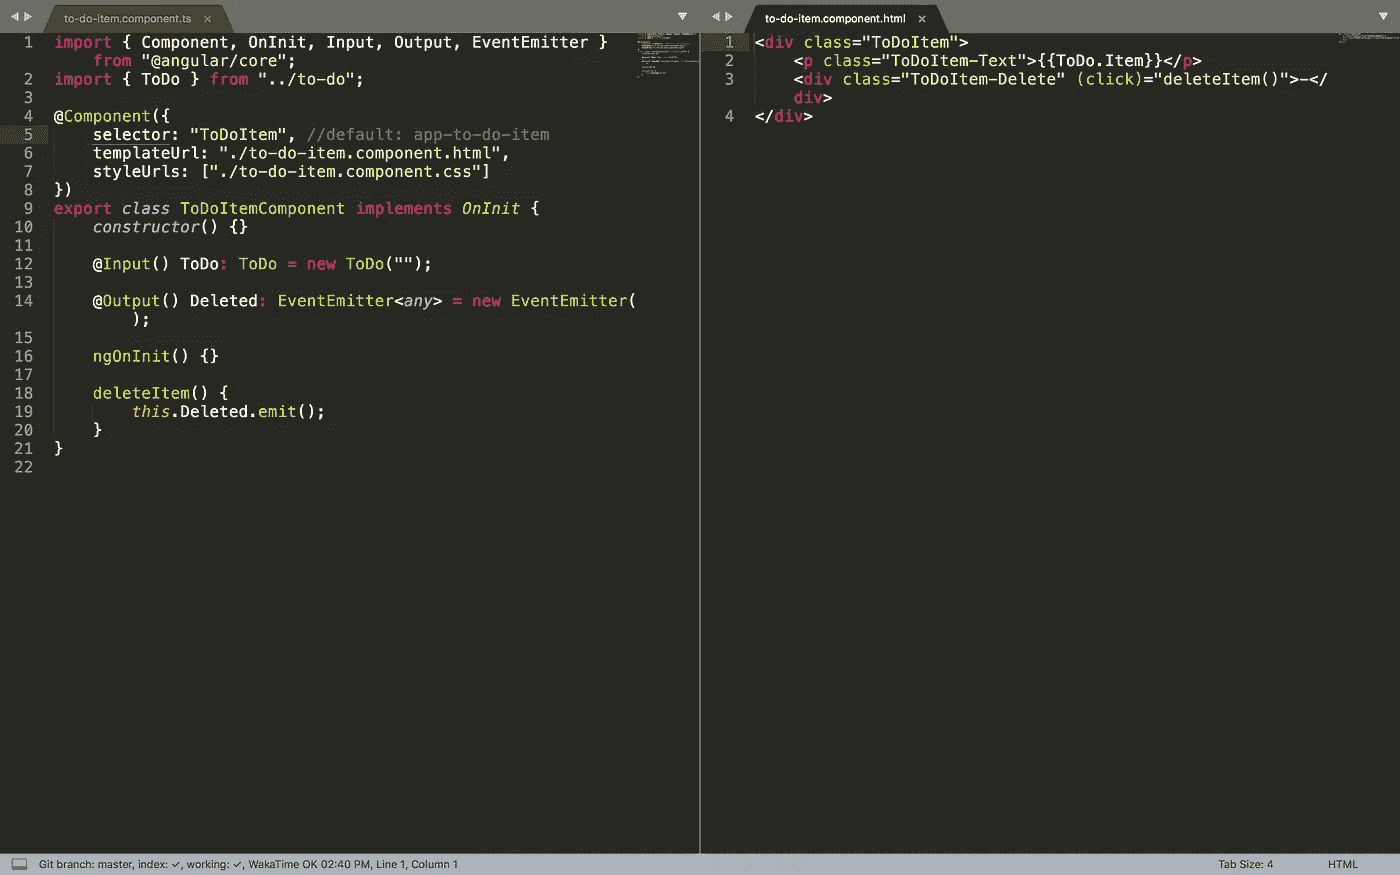 to-do-item.component.ts ×
1 import { Component, OnInit, Input, Output, EventEmitter }
from "@angular/core";
2 import { ToDo } from "../to-do";
3
4 @Component({
5 selector: "ToDoItem", //default: app-to-do-item
6 templateUrl: "./to-do-item.component.html",
7 styleUrls: ["./to-do-item.component.css"]
8 })
9 export class ToDoItemComponent implements OnInit {
10 constructor() {}
11
12 @Input() ToDo: ToDo = new ToDo("");
13
14 @Output() Deleted: EventEmitter<any> = new EventEmitter(
);
15
16 ngOnInit() {}
17
18 deleteItem() {
19 this.Deleted.emit();
20 }
21 }
22
to-do-item.component.html ×
1 <div class="ToDoItem">
2 <p class="ToDoItem-Text">{{ToDo.Item}}</p>
3 <div class="ToDoItem-Delete" (click)="deleteItem()">-</
div>
4 </div>
Git branch: master, index: ✓, working: ✓, WakaTime OK 02:40 PM, Line 1, Column 1
Tab Size: 4 HTML